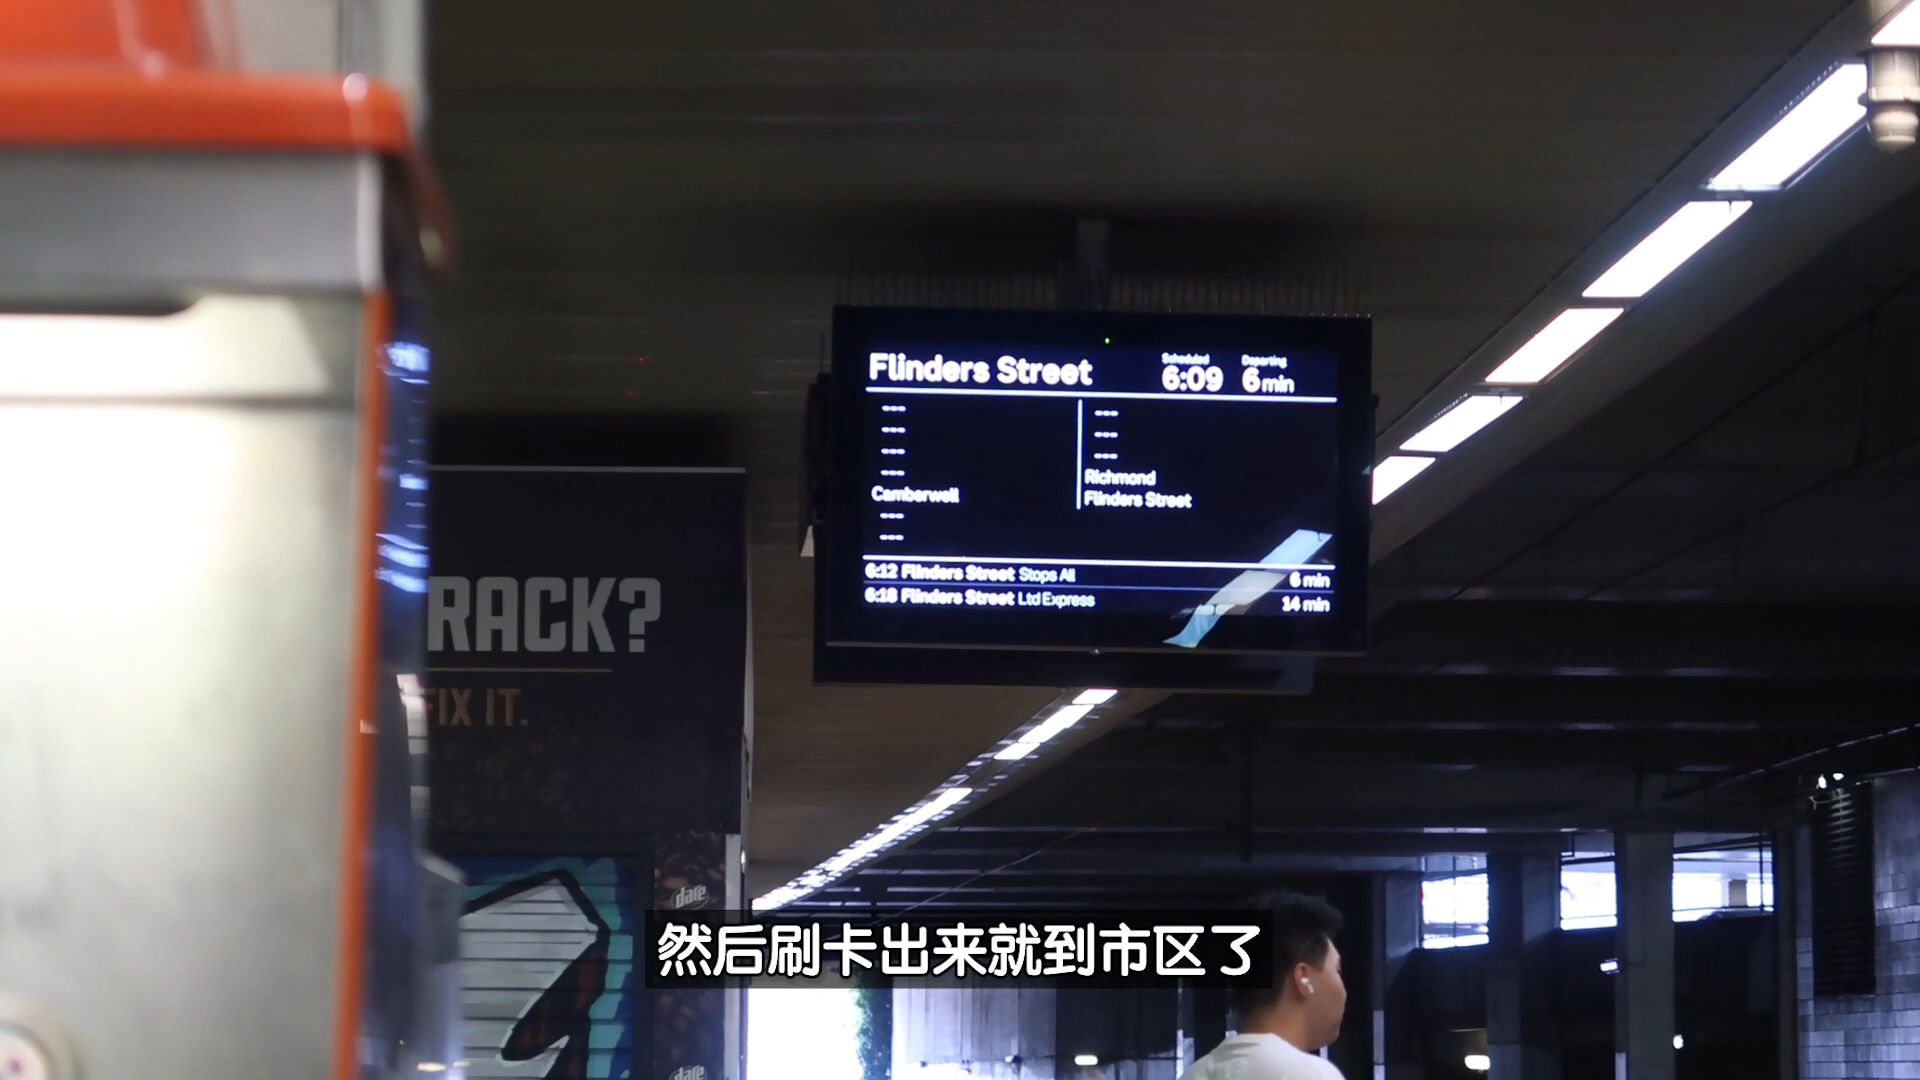 Flinders Street
Scheduled
6:09
Departing
6 min
---
---
---
---
Camberwell
---
---
---
---
---
Richmond
Flinders Street
6:12 Flinders Street Stops All 6 min
6:18 Flinders Street Ltd Express 14 min
RACK?
FIX IT.
dare
然后刷卡出来就到市区了
dare